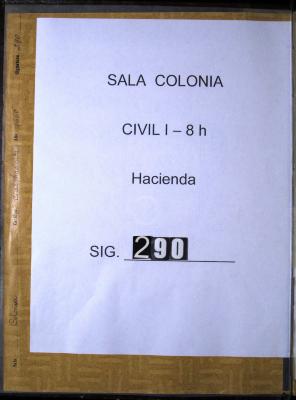 SALA COLONIA
CIVIL I – 8 h
Hacienda
SIG. 290